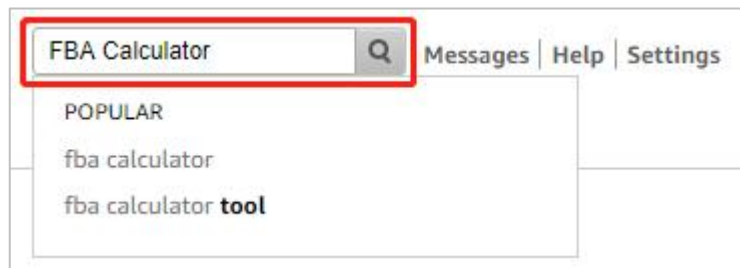 FBA Calculator Messages | Help | Settings
POPULAR
fba calculator
fba calculator tool